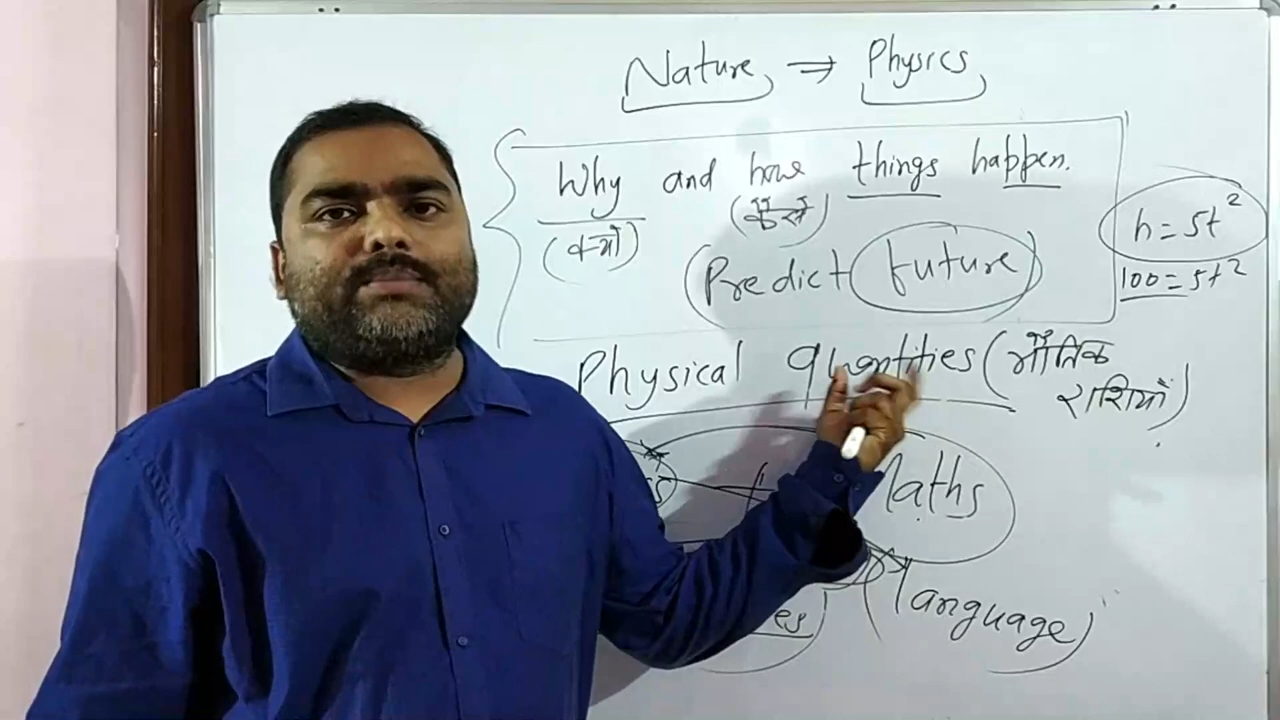 Nature ⇒ Physics
Why and how things happen.
(क्यों) (कैसे)
(Predict future)
h = 5t²
100 = 5t²
Physical quantities (भौतिक
राशियाँ)
Maths
(language)